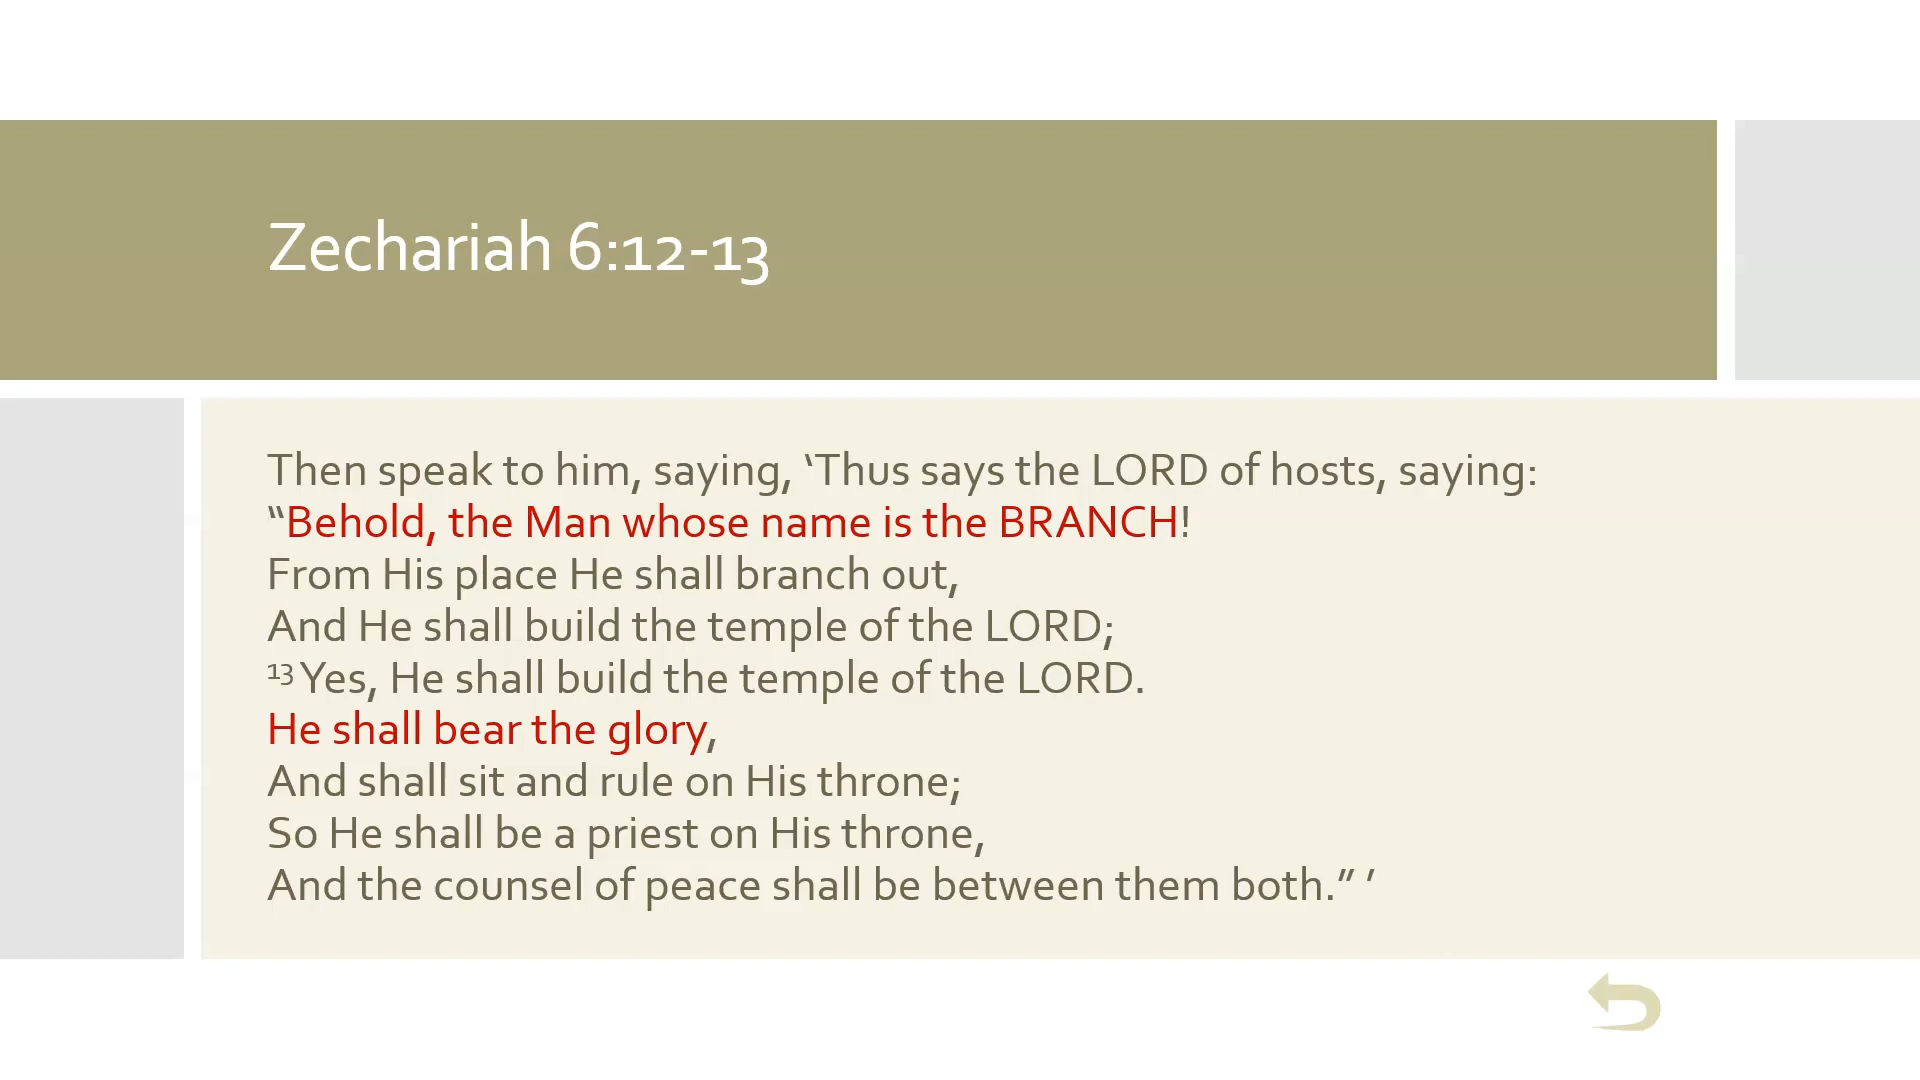 Zechariah 6:12-13
Then speak to him, saying, ‘Thus says the LORD of hosts, saying:
“Behold, the Man whose name is the BRANCH!
From His place He shall branch out,
And He shall build the temple of the LORD;
13 Yes, He shall build the temple of the LORD.
He shall bear the glory,
And shall sit and rule on His throne;
So He shall be a priest on His throne,
And the counsel of peace shall be between them both.” ’